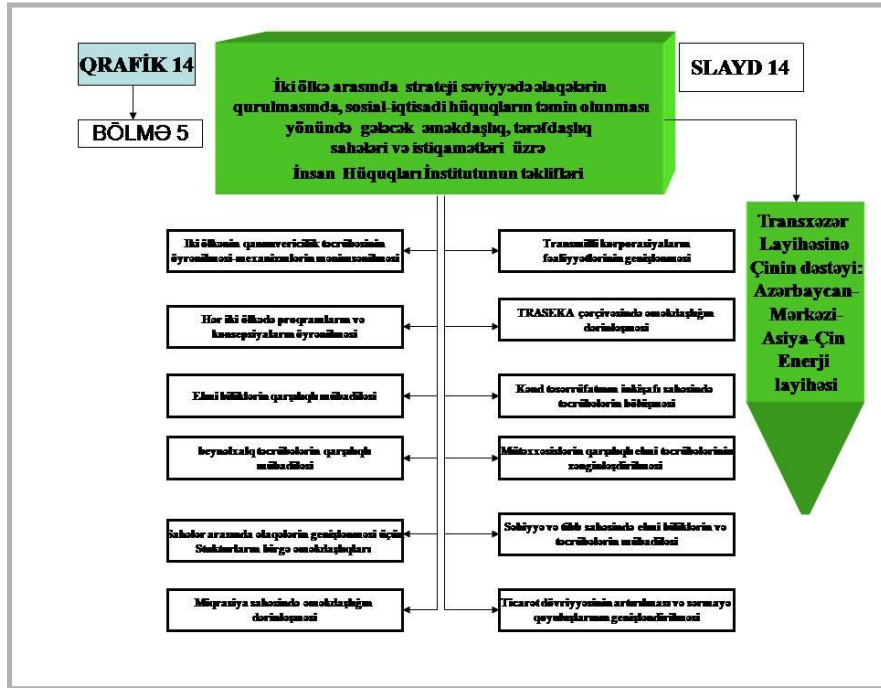 QRAFİK 14
BÖLMƏ 5
İki ölkə arasında strateji səviyyədə əlaqələrin
qurulmasında, sosial-iqtisadi hüquqların təmin olunması
yönündə gələcək əməkdaşlıq, tərəfdaşlıq
sahələri və istiqamətləri üzrə
İnsan Hüquqları İnstitutunun təklifləri
SLAYD 14
İki ölkənin qanunvericilik təcrübəsinin
öyrənilməsi-mexanizmlərin mənimsənilməsi
Hər iki ölkədə proqramların və
konsepsiyaların öyrənilməsi
Elmi biliklərin qarşılıqlı mübadiləsi
beynəlxalq təcrübələrin qarşılıqlı
mübadiləsi
Sahələr arasında əlaqələrin genişlənməsi üçün
Stukturların birgə əməkdaşlıqları
Miqrasiya sahəsində əməkdaşlığın
dərinləşməsi
Transmilli korporasiyaların
fəaliyyətlərinin genişlənməsi
TRASEKA çərçivəsində əməkdaşlığın
dərinləşməsi
Kənd təsərrüfatının inkişafı sahəsində
təcrübələrin bölüşməsi
Mütəxxəsislərin qarşılıqlı elmi təcrübələrinin
zənginləşdirilməsi
Səhiyyə və tibb sahəsində elmi biliklərin və
təcrübələrin mübadiləsi
Ticarət dövriyyəsinin artırılması və sərmayə
qoyuluşlarının genişləndirilməsi
Transxəzər
Layihəsinə
Çinin dəstəyi:
Azərbaycan-
Mərkəzi-
Asiya-Çin
Enerji
layihəsi